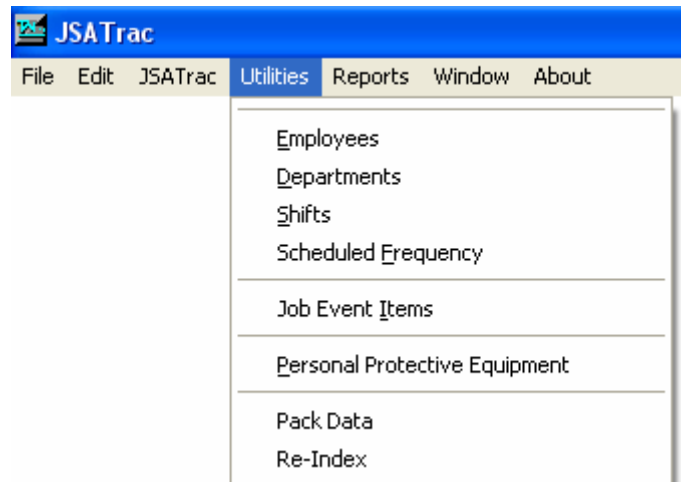 JSATrac
File Edit JSATrac Utilities Reports Window About
Employees
Departments
Shifts
Scheduled Frequency
Job Event Items
Personal Protective Equipment
Pack Data
Re-Index